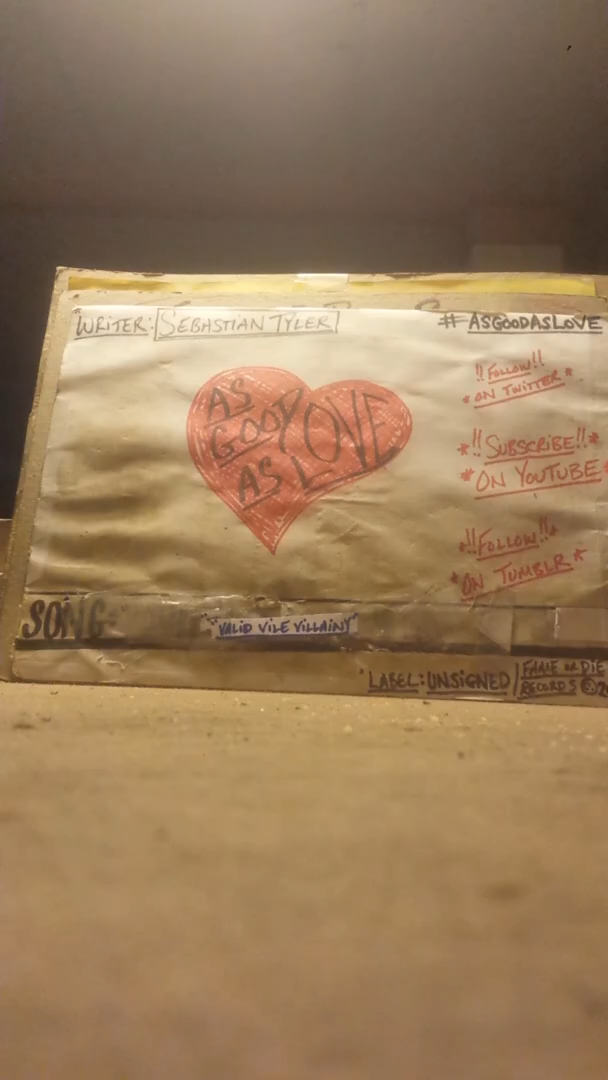 WRITER: SEBASTIAN TYLER
# ASGOODASLOVE
AS
GOOD
AS LOVE
!! FOLLOW !!
* ON TWITTER *
*!! SUBSCRIBE !!*
* ON YOUTUBE *
*!! FOLLOW !!*
* ON TUMBLR *
SONG:
"VALID VILE VILLAINY"
LABEL: UNSIGNED / FAME OR DIE
RECORDS ©2